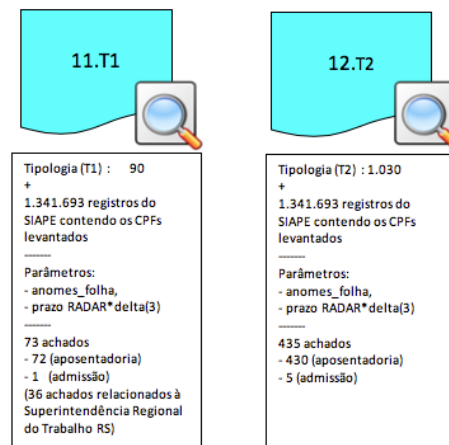 11.T1
Tipologia (T1) : 90
+
1.341.693 registros do
SIAPE contendo os CPFs
levantados
-------
Parâmetros:
- anomes_folha,
- prazo RADAR*delta(3)
-------
73 achados
- 72 (aposentadoria)
- 1 (admissão)
(36 achados relacionados à
Superintendência Regional
do Trabalho RS)
12.T2
Tipologia (T2) : 1.030
+
1.341.693 registros do
SIAPE contendo os CPFs
levantados
-------
Parâmetros:
- anomes_folha,
- prazo RADAR*delta(3)
-------
435 achados
- 430 (aposentadoria)
- 5 (admissão)